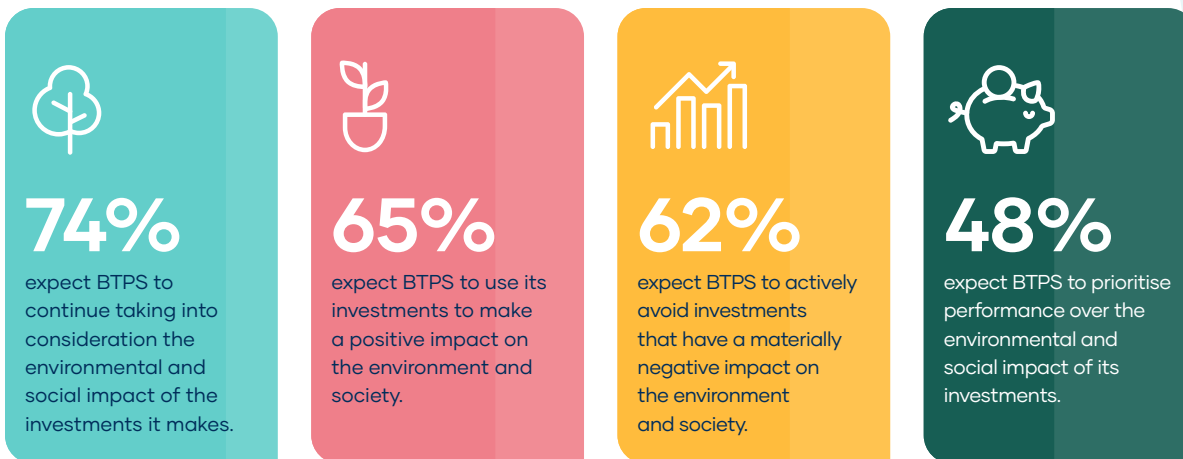 74%
expect BTPS to
continue taking into
consideration the
environmental and
social impact of the
investments it makes.
65%
expect BTPS to use its
investments to make
a positive impact on
the environment and
society.
62%
expect BTPS to actively
avoid investments
that have a materially
negative impact on
the environment
and society.
48%
expect BTPS to prioritise
performance over the
environmental and
social impact of its
investments.